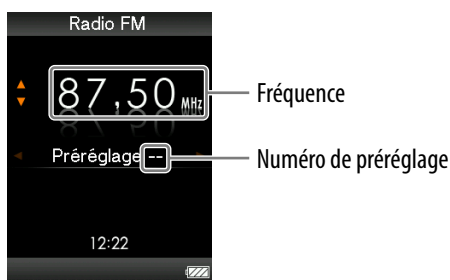 Radio FM
87,50 MHz
Fréquence
Préréglage --
Numéro de préréglage
12:22